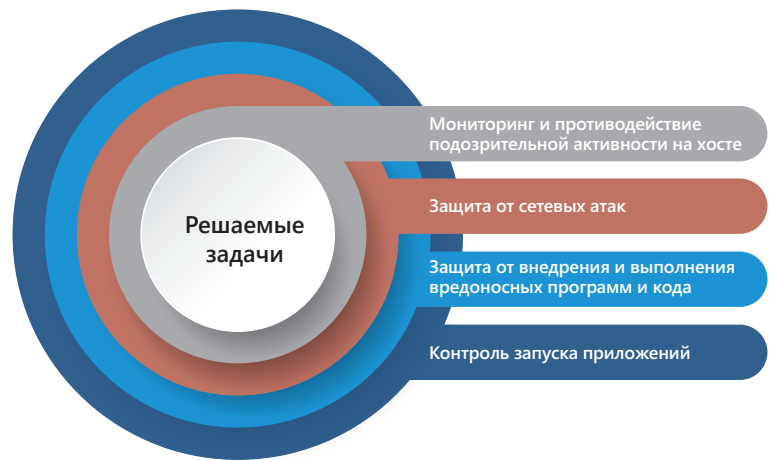 Решаемые
задачи
Мониторинг и противодействие
подозрительной активности на хосте
Защита от сетевых атак
Защита от внедрения и выполнения
вредоносных программ и кода
Контроль запуска приложений